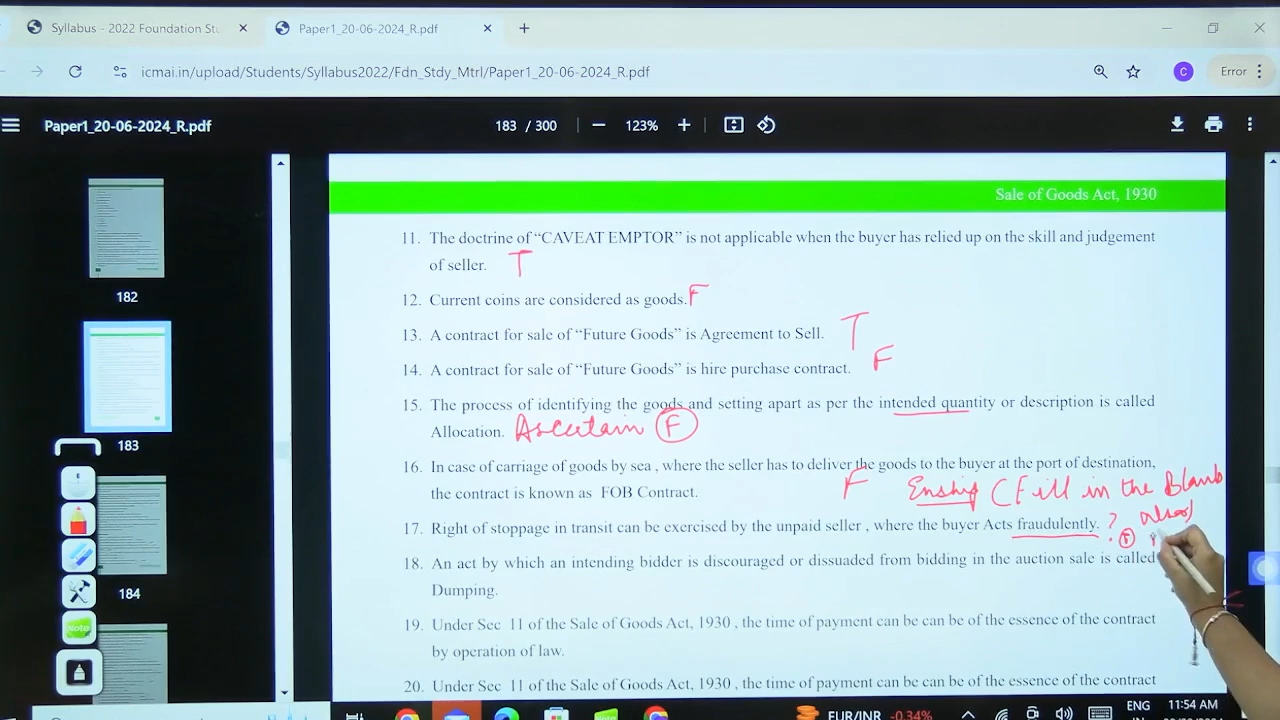 Syllabus - 2022 Foundation Stu
Paper1_20-06-2024_R.pdf
icmai.in/upload/Students/Syllabus2022/Fdn_Stdy_Mtrl/Paper1_20-06-2024_R.pdf
C
Error
Paper1_20-06-2024_R.pdf
183 / 300
123%
182
183
184
Note
Sale of Goods Act, 1930
11. The doctrine of "CAVEAT EMPTOR" is not applicable when the buyer has relied up on the skill and judgement
of seller. T
12. Current coins are considered as goods. F
13. A contract for sale of "Future Goods" is Agreement to Sell. T
14. A contract for sale of "Future Goods" is hire purchase contract. F
15. The process of identifying the goods and setting apart as per the intended quantity or description is called
Allocation. Ascertain F
16. In case of carriage of goods by sea , where the seller has to deliver the goods to the buyer at the port of destination,
the contract is known as FOB Contract. F Enship ( Fill in the Blank
17. Right of stoppage in transit can be exercised by the unpaid seller , where the buyer Acts fraudulently. ? F
18. An act by which an intending bidder is discouraged or dissuaded from bidding in the auction sale is called
Dumping.
19. Under Sec 11 of the Sale of Goods Act, 1930 , the time of payment can be can be of the essence of the contract
by operation of law.
20. Under Sec 11 of the Sale of Goods Act, 1930 , the time of payment can be can be of the essence of the contract
EUR/INR -0.34%
ENG
11:54 AM